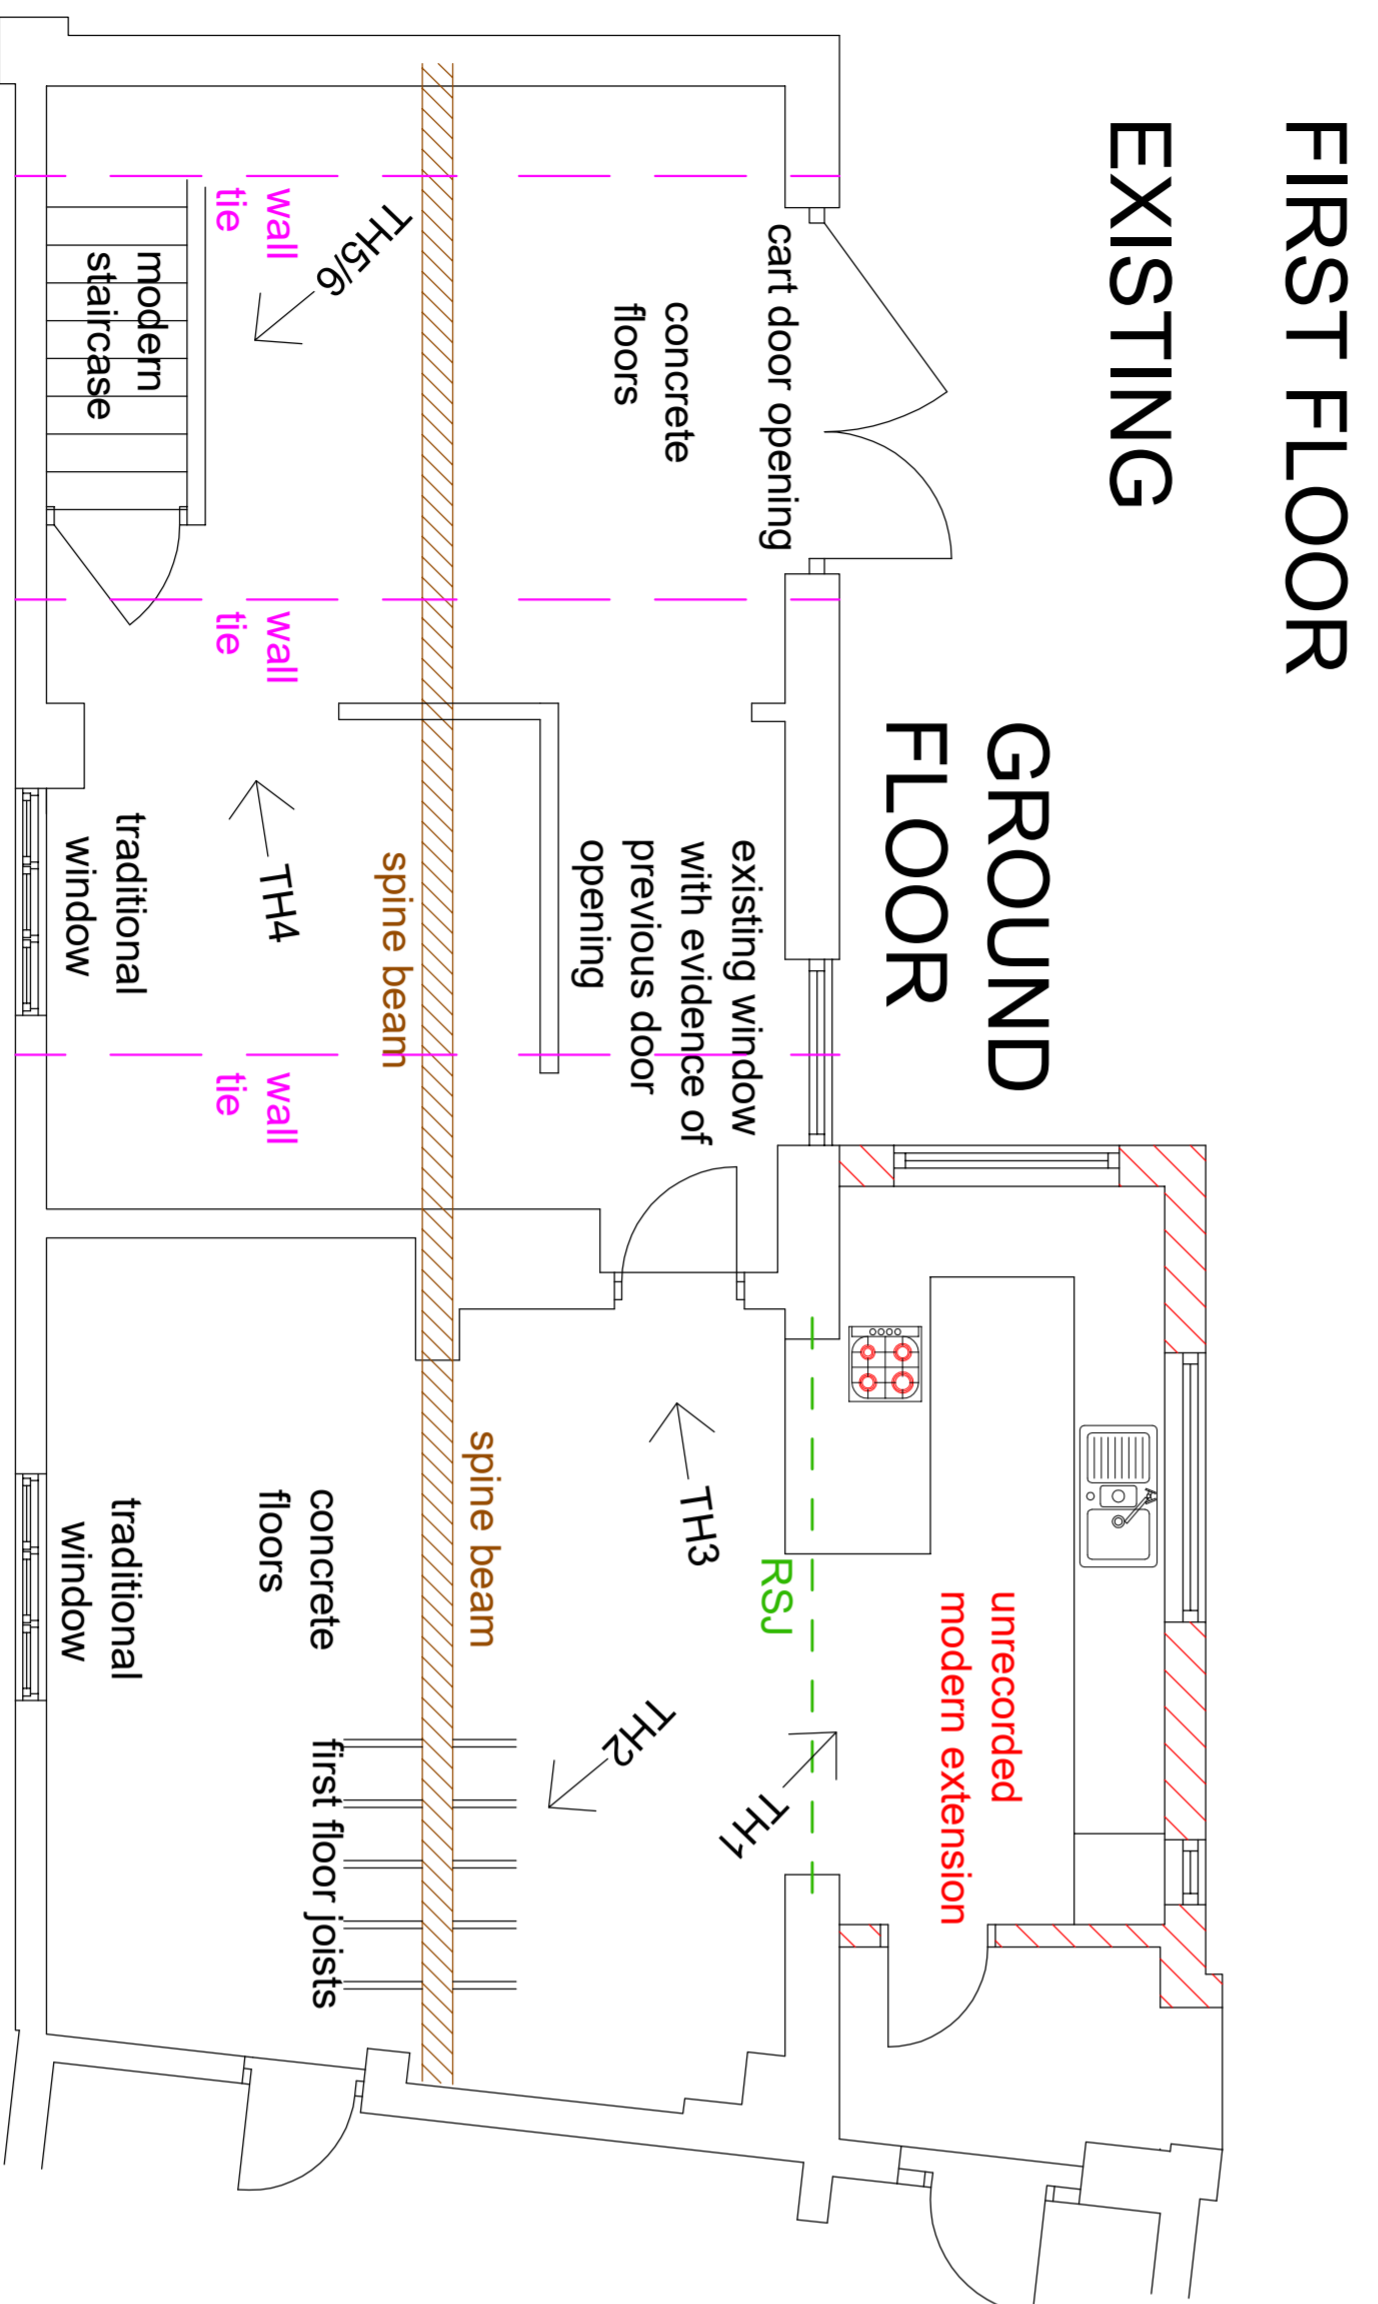 FIRST FLOOR
EXISTING
GROUND
FLOOR
cart door opening
concrete
floors
wall
tie
TH5/6
modern
staircase
wall
tie
existing window
with evidence of
previous door
opening
spine beam
TH4
traditional
window
wall
tie
unrecorded
modern extension
RSJ
TH3
spine beam
TH1
TH2
concrete
floors
traditional
window
first floor joists